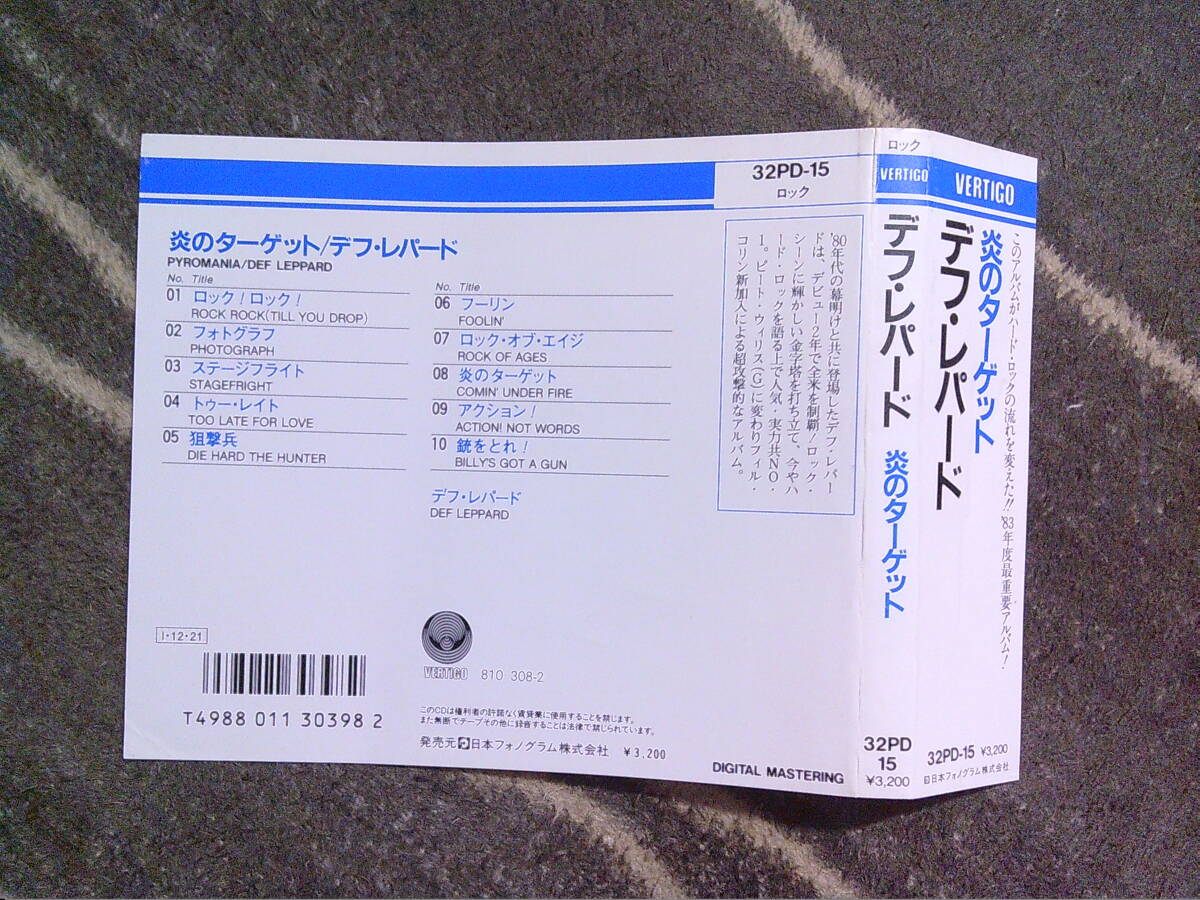 32PD-15
ロック
炎のターゲット/デフ・レパード
PYROMANIA/DEF LEPPARD
No. Title
01 ロック！ロック！
ROCK ROCK(TILL YOU DROP)
02 フォトグラフ
PHOTOGRAPH
03 ステージフライト
STAGEFRIGHT
04 トゥー・レイト
TOO LATE FOR LOVE
05 狙撃兵
DIE HARD THE HUNTER
No. Title
06 フーリン
FOOLIN'
07 ロック・オブ・エイジ
ROCK OF AGES
08 炎のターゲット
COMIN' UNDER FIRE
09 アクション！
ACTION! NOT WORDS
10 銃をとれ！
BILLY'S GOT A GUN
デフ・レパード
DEF LEPPARD
'80年代の幕明けと共に登場したデフ・レパー
ドは、デビュー2年で全米を制覇！ロック・
シーンに輝かしい金字塔を打ち立て、今やハ
ード・ロックを語る上で人気・実力共NO・
1。ピート・ウィリス(G)に変わりフィル・
コリン新加入による超攻撃的なアルバム。
I・12・21
T4988 011 30398 2
VERTIGO 810 308-2
このCDは権利者の許諾なく賃貸業に使用することを禁じます。
また無断でテープその他に録音することは法律で禁じられています。
発売元 日本フォノグラム株式会社 ¥3,200
DIGITAL MASTERING
ロック
VERTIGO
デフ・レパード 炎のターゲット
32PD
15
¥3,200
VERTIGO
このアルバムがハード・ロックの流れを変えた!!'83年度最重要アルバム！
炎のターゲット
デフ・レパード
32PD-15 ¥3,200
日本フォノグラム株式会社